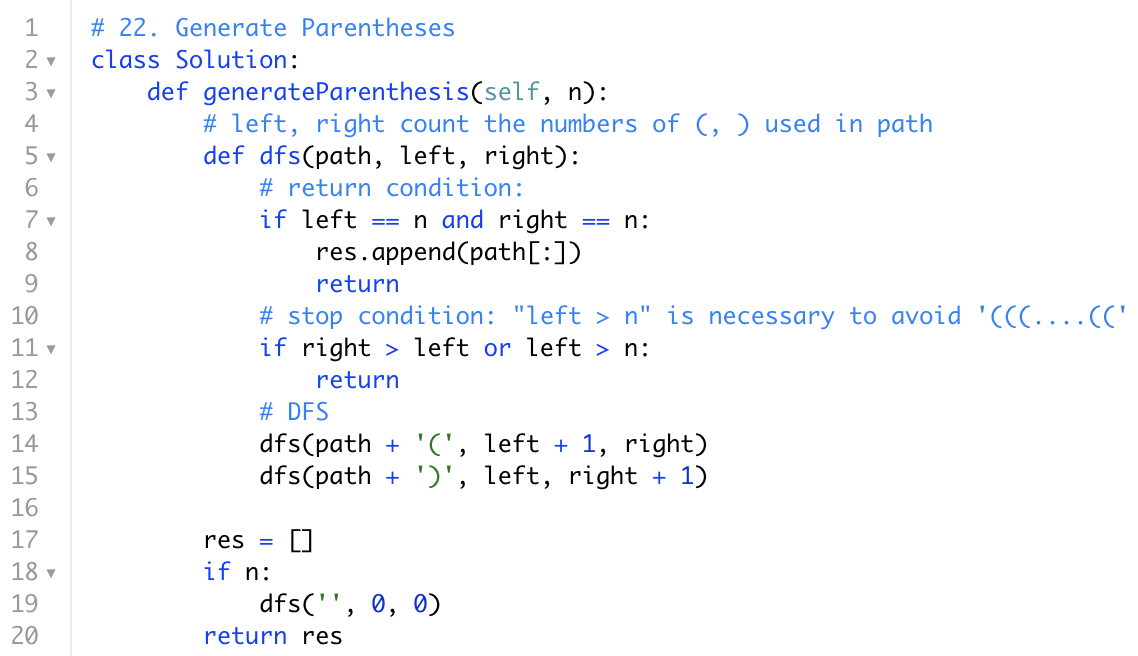 1 # 22. Generate Parentheses
2 class Solution:
3     def generateParenthesis(self, n):
4         # left, right count the numbers of (, ) used in path
5         def dfs(path, left, right):
6             # return condition:
7             if left == n and right == n:
8                 res.append(path[:])
9                 return
10             # stop condition: "left > n" is necessary to avoid '(((....(('
11             if right > left or left > n:
12                 return
13             # DFS
14             dfs(path + '(', left + 1, right)
15             dfs(path + ')', left, right + 1)
16
17         res = []
18         if n:
19             dfs('', 0, 0)
20         return res